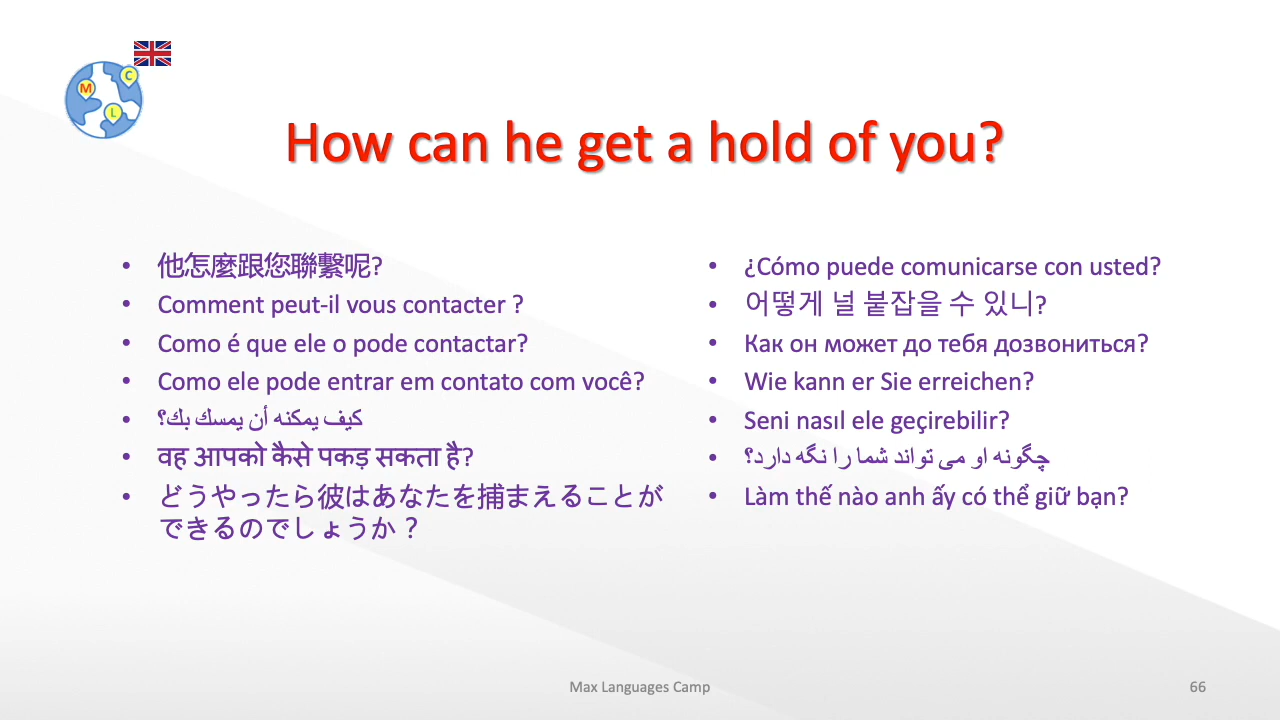 M
C
L
How can he get a hold of you?
• 他怎麼跟您聯繫呢?
• Comment peut-il vous contacter ?
• Como é que ele o pode contactar?
• Como ele pode entrar em contato com você?
• كيف يمكنه أن يمسك بك؟
• वह आपको कैसे पकड़ सकता है?
• どうやったら彼はあなたを捕まえることが
できるのでしょうか？
• ¿Cómo puede comunicarse con usted?
• 어떻게 널 붙잡을 수 있니?
• Как он может до тебя дозвониться?
• Wie kann er Sie erreichen?
• Seni nasıl ele geçirebilir?
• چگونه او می تواند شما را نگه دارد؟
• Làm thế nào anh ấy có thể giữ bạn?
Max Languages Camp
66